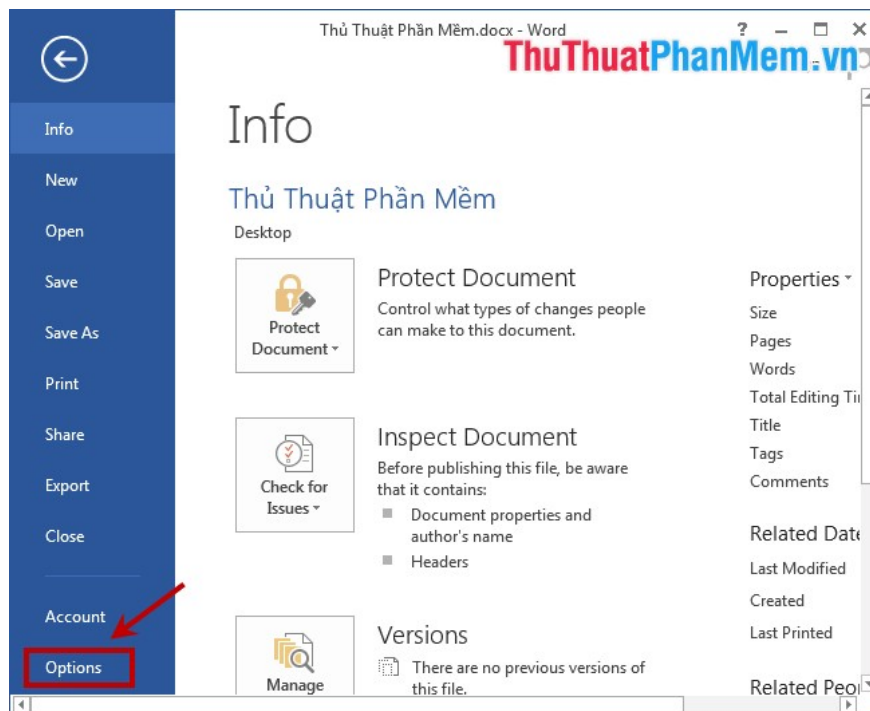 Thủ Thuật Phần Mềm.docx - Word
?
ThuThuatPhanMem.vn
Info
New
Open
Save
Save As
Print
Share
Export
Close
Account
Options
Info
Thủ Thuật Phần Mềm
Desktop
Protect
Document
Protect Document
Control what types of changes people
can make to this document.
Check for
Issues
Inspect Document
Before publishing this file, be aware
that it contains:
Document properties and
author's name
Headers
Manage
Versions
There are no previous versions of
this file.
Properties
Size
Pages
Words
Total Editing
Title
Tags
Comments
Related
Last Modified
Created
Last Printed
Related